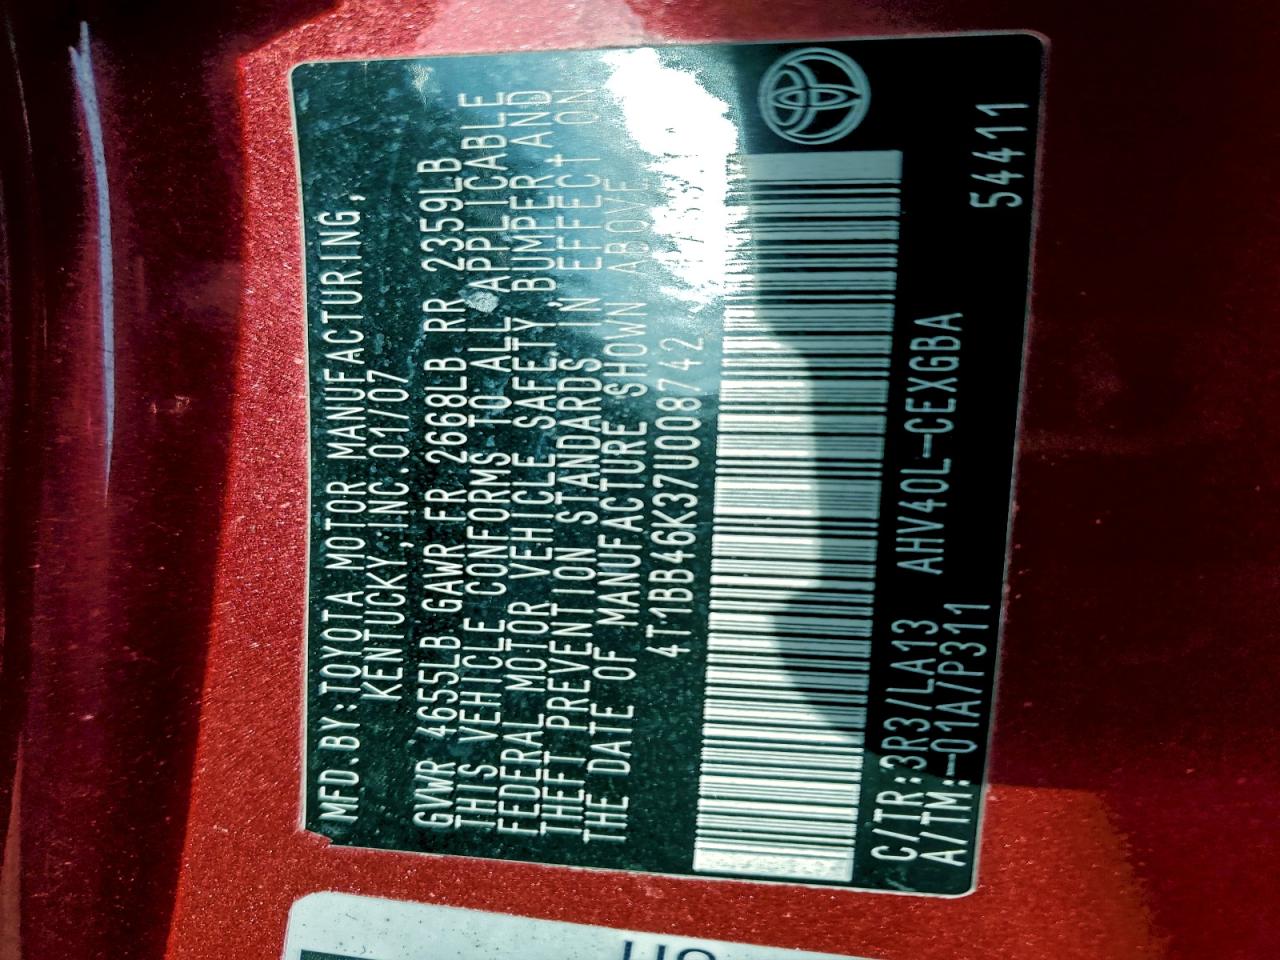 MFD.BY:TOYOTA MOTOR MANUFACTURING,
KENTUCKY,INC.01/07
GVWR 4655LB GAWR FR 2668LB RR 2359LB
THIS VEHICLE CONFORMS TO ALL APPLICABLE
FEDERAL MOTOR VEHICLE SAFETY, BUMPER, AND
THEFT PREVENTION STANDARDS IN EFFECT ON
THE DATE OF MANUFACTURE SHOWN ABOVE
4T1BB46K37U008742
C/TR:3R3/LA13 AHV40L-CEXGBA
A/TM:-01A/P311 54411